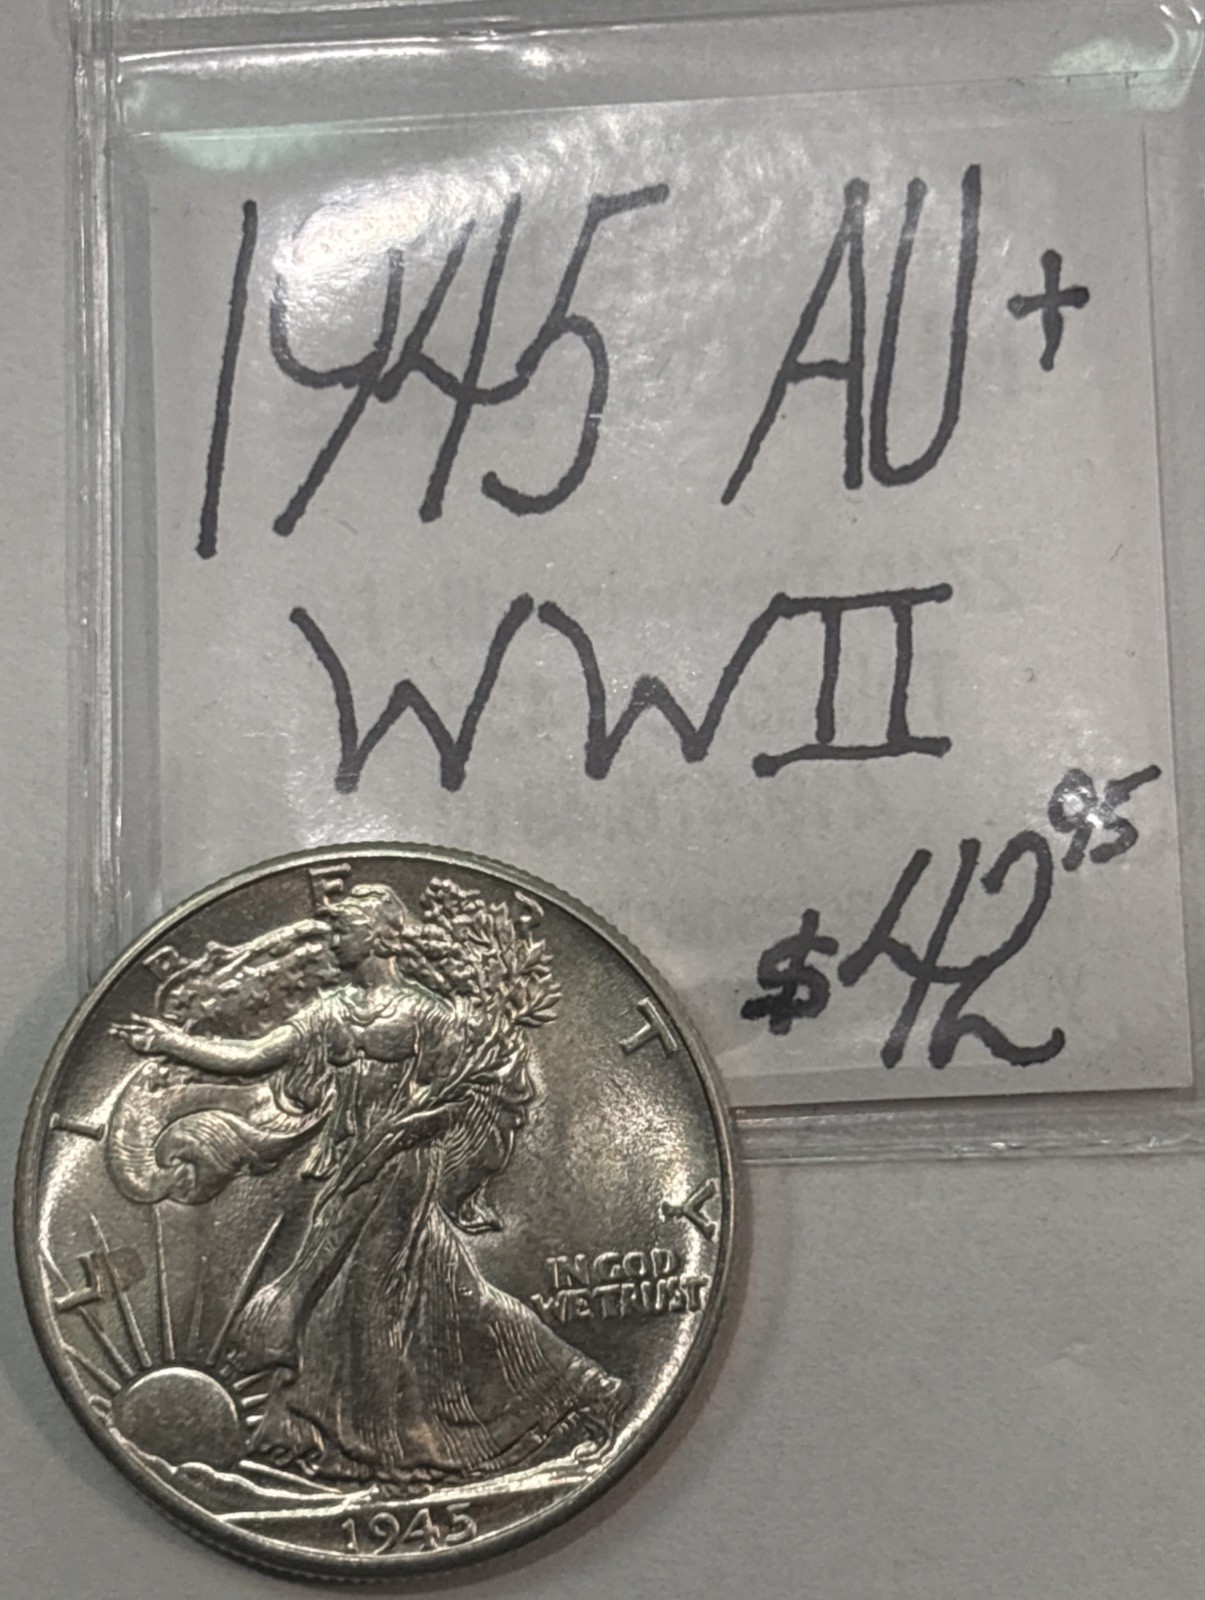 1945 AU+
WWII
$42.95
LIBERTY
IN GOD
WE TRUST
1945